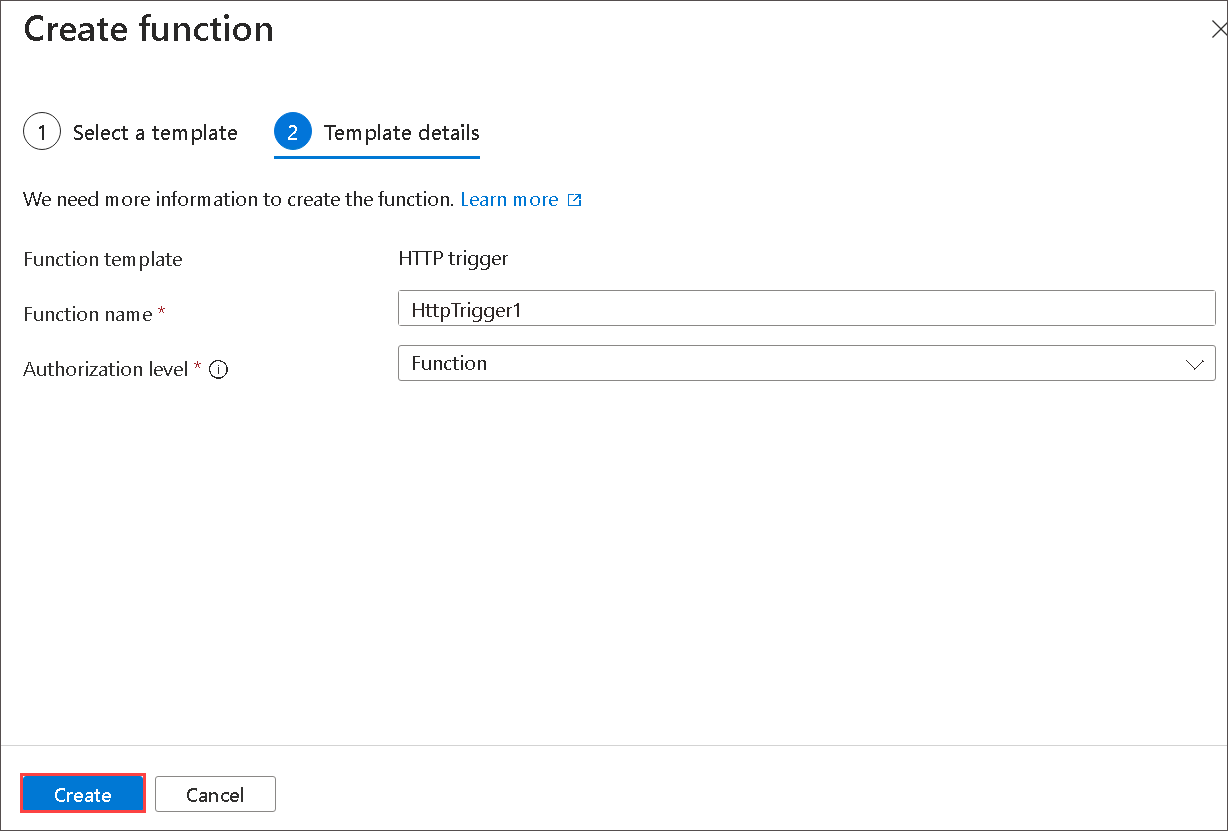 Create function
1 Select a template 2 Template details
We need more information to create the function. Learn more
Function template HTTP trigger
Function name * HttpTrigger1
Authorization level * Function
Create Cancel